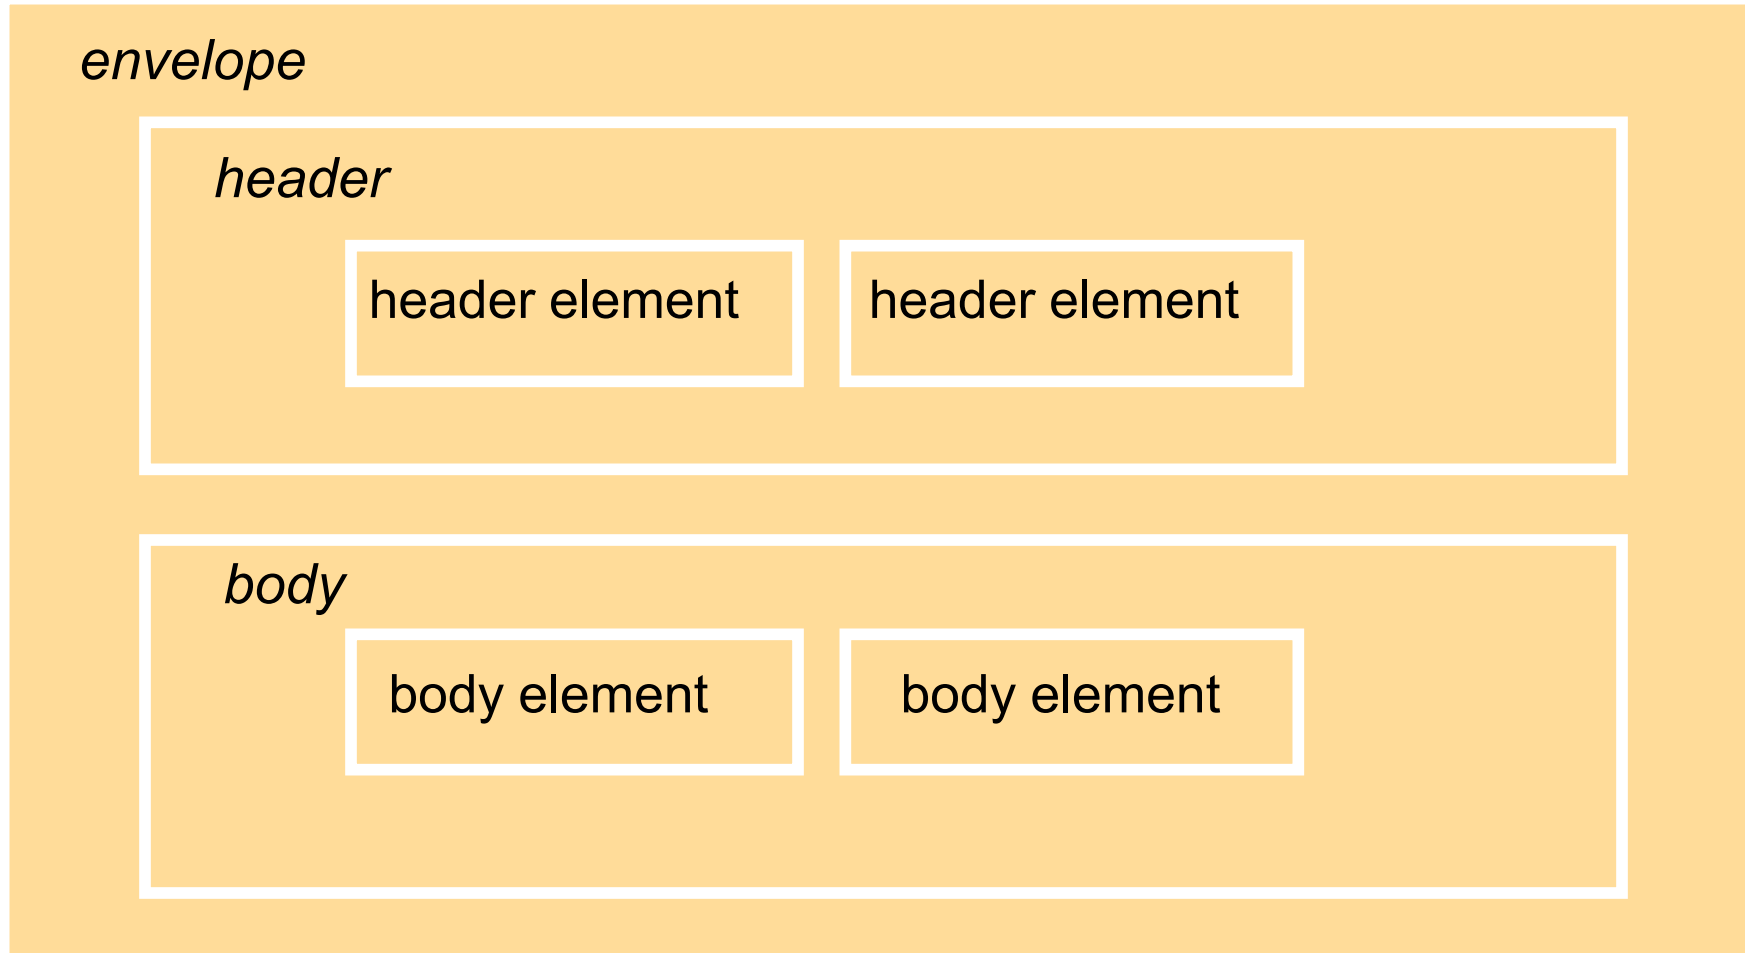 envelope
header
header element header element
body
body element body element